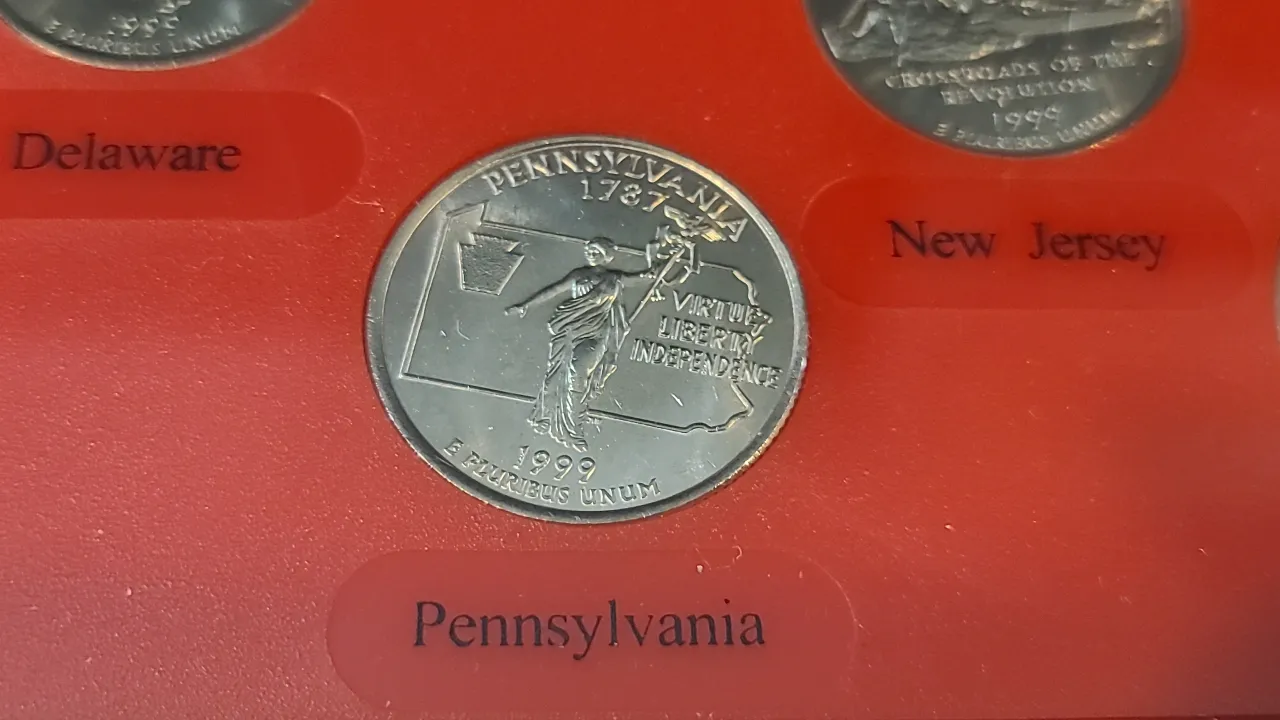 1999
E PLURIBUS UNUM
Delaware
CROSSROADS OF THE
REVOLUTION
1999
E PLURIBUS UNUM
New Jersey
PENNSYLVANIA
1787
VIRTUE
LIBERTY
INDEPENDENCE
1999
E PLURIBUS UNUM
Pennsylvania